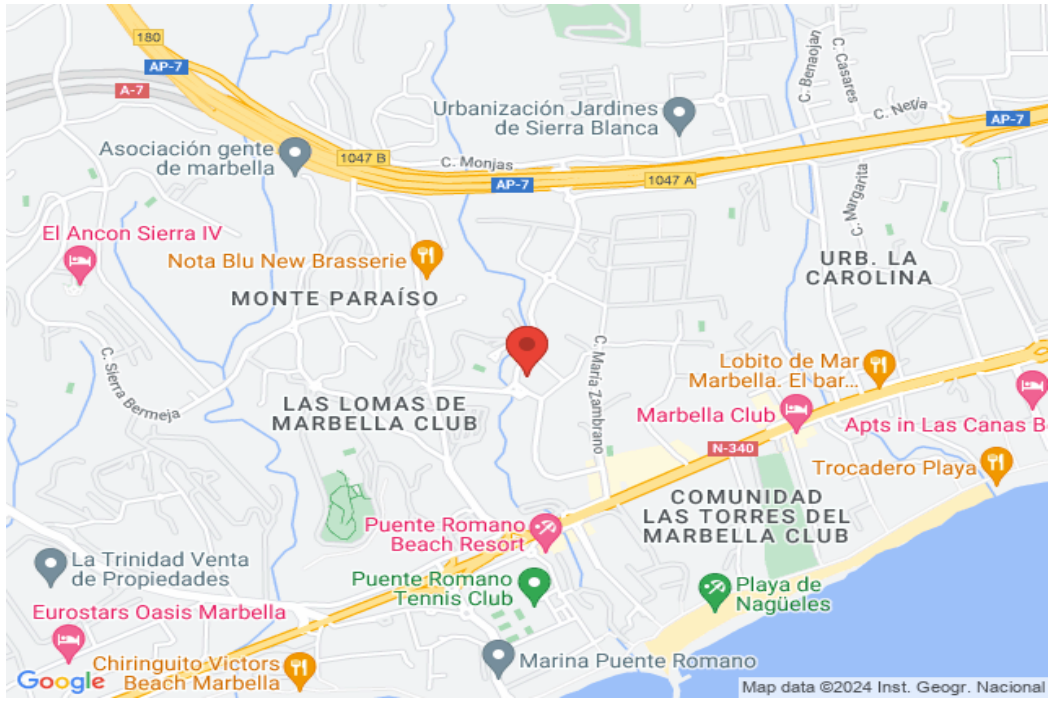 180
AP-7
A-7
Asociación gente
de marbella
1047 B
C. Monjas
AP-7
1047 A
Urbanización Jardines
de Sierra Blanca
C. Benaojan
C. Casares
C. Netia
AP-7
C. Margarita
El Ancon Sierra IV
Nota Blu New Brasserie
MONTE PARAÍSO
URB. LA
CAROLINA
C. Sierra Bermeja
C. María Zambrano
LAS LOMAS DE
MARBELLA CLUB
Lobito de Mar
Marbella. El bar...
Marbella Club
Apts in Las Canas B
N-340
Trocadero Playa
COMUNIDAD
LAS TORRES DEL
MARBELLA CLUB
Puente Romano
Beach Resort
La Trinidad Venta
de Propiedades
Puente Romano
Tennis Club
Playa de
Nagüeles
Eurostars Oasis Marbella
Chiringuito Victors
Beach Marbella
Marina Puente Romano
Google
Map data ©2024 Inst. Geogr. Nacional